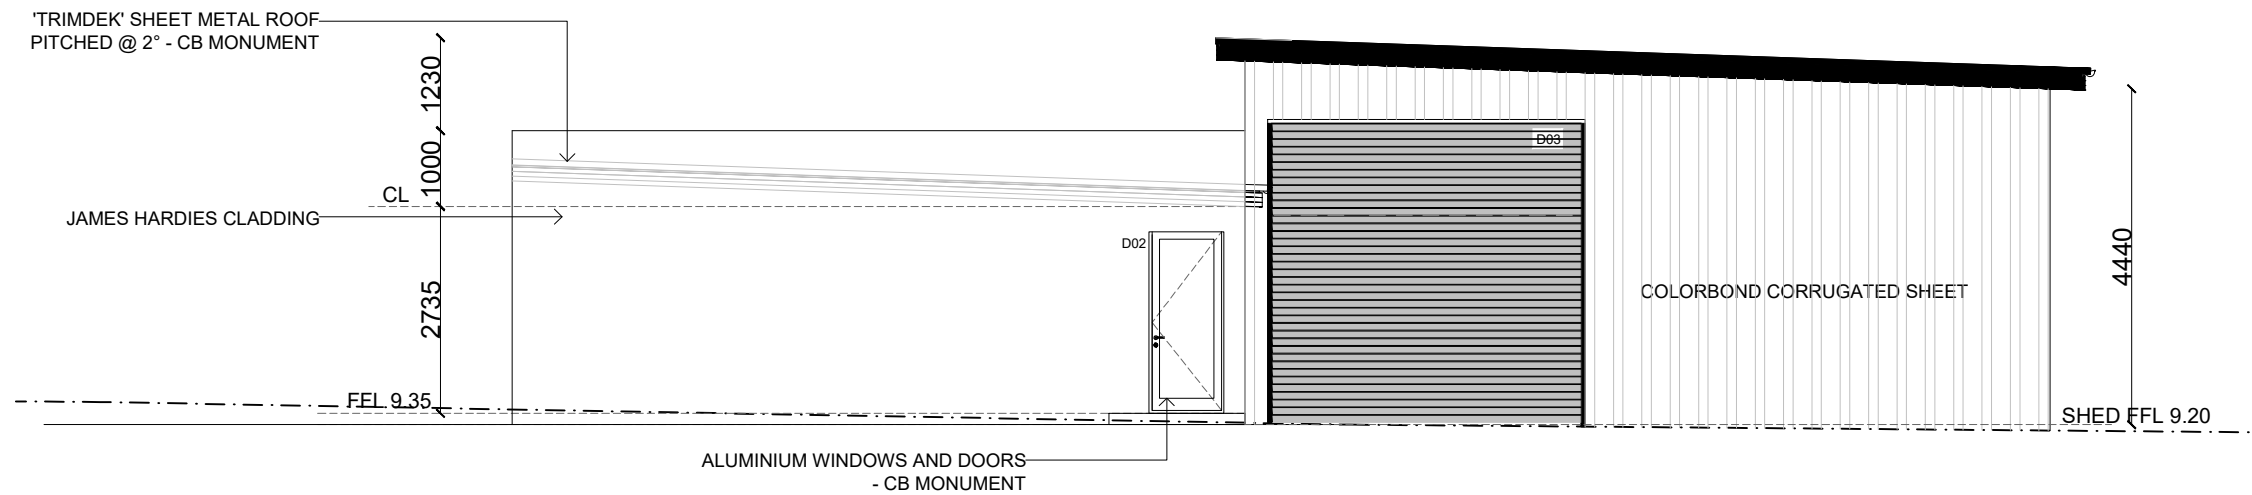 'TRIMDEK' SHEET METAL ROOF
PITCHED @ 2° - CB MONUMENT
1230
1000
CL
JAMES HARDIES CLADDING
2735
FFL 9.35
D02
D03
COLORBOND CORRUGATED SHEET
4440
SHED FFL 9.20
ALUMINIUM WINDOWS AND DOORS
- CB MONUMENT